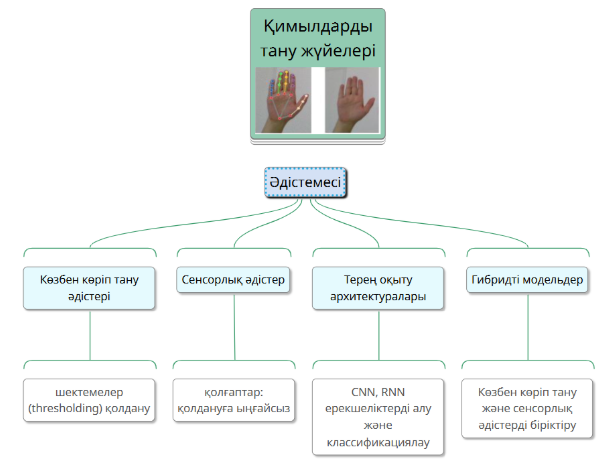 Қимылдарды
тану жүйелері
Әдістемесі
Көзбен көріп тану
әдістері
Сенсорлық әдістер
Терең оқыту
архитектуралары
Гибридті модельдер
шектемелер
(thresholding) қолдану
қолғаптар:
қолдануға ыңғайсыз
CNN, RNN
ерекшеліктерді алу
және
классификациялау
Көзбен көріп тану
және сенсорлық
әдістерді біріктіру